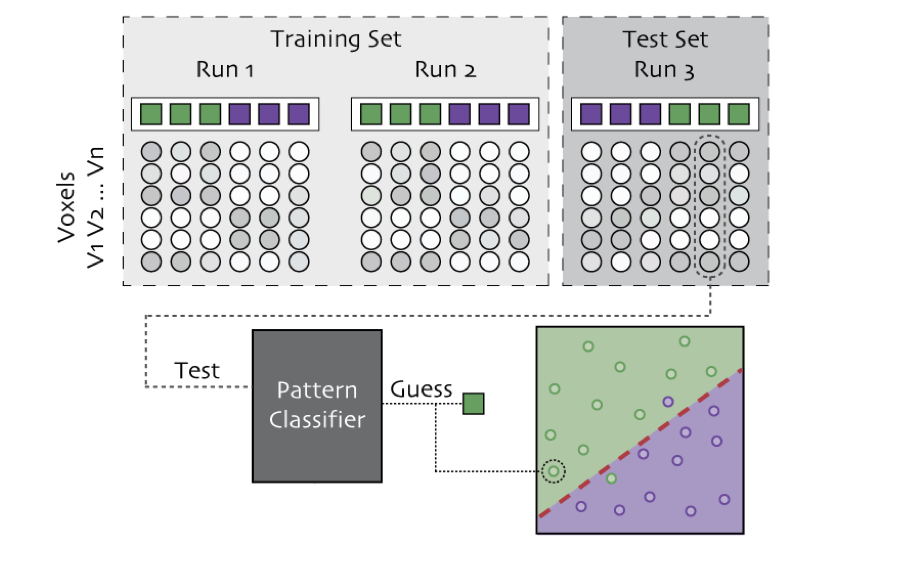 Training Set
Run 1
Run 2
Test Set
Run 3
Voxels
V1 V2 ... Vn
Test
Pattern
Classifier
Guess